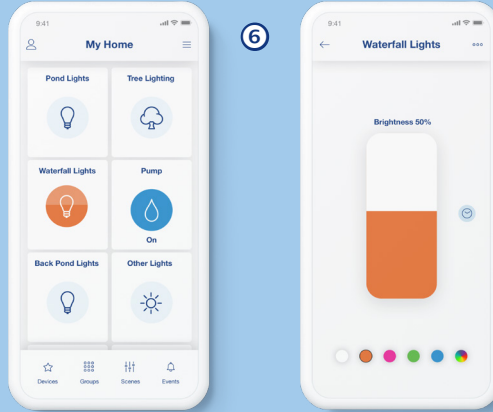 9:41
My Home
Pond Lights
Tree Lighting
Waterfall Lights
Pump
On
Back Pond Lights
Other Lights
Devices
Groups
Scenes
Events
6
9:41
Waterfall Lights
Brightness 50%